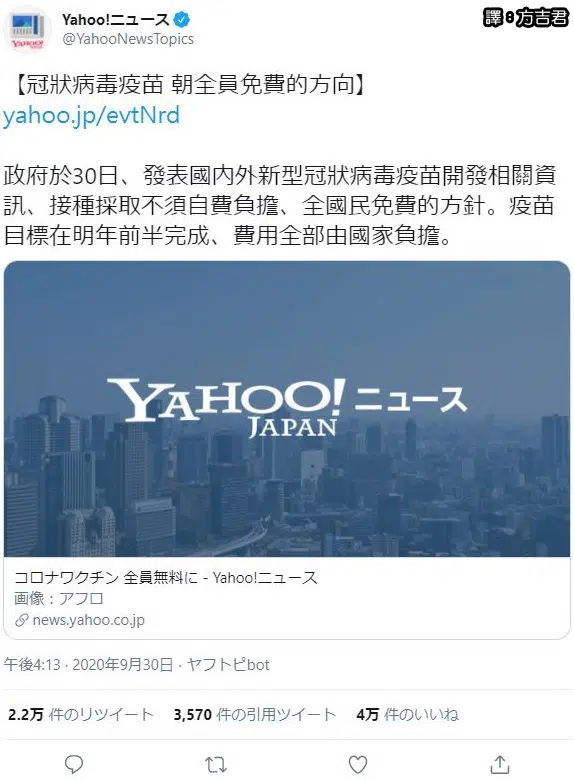 Yahoo!ニュース
譯:方吉君
@YahooNewsTopics
【冠狀病毒疫苗 朝全員免費的方向】
yahoo.jp/evtNrd
政府於30日、發表國內外新型冠狀病毒疫苗開發相關資
訊、接種採取不須自費負擔、全國民免費的方針。疫苗
目標在明年前半完成、費用全部由國家負擔。
YAHOO!ニュース
JAPAN
コロナワクチン 全員無料に - Yahoo!ニュース
画像：アフロ
news.yahoo.co.jp
午後4:13 · 2020年9月30日 · ヤフトピbot
2.2万 件のリツイート 3,570 件の引用ツイート 4万 件のいいね